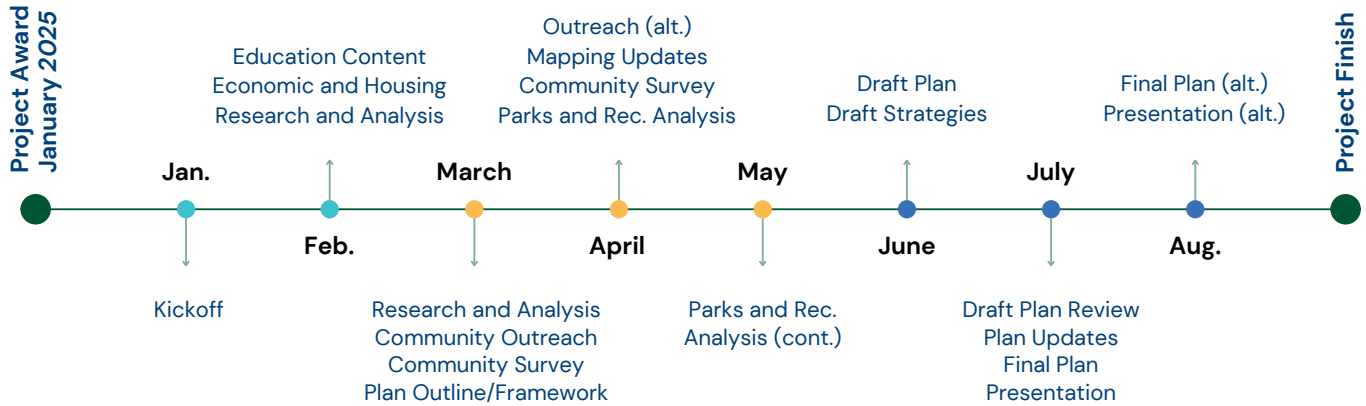 Project Award
January 2025
Jan.
Kickoff
Education Content
Economic and Housing
Research and Analysis
Feb.
March
Research and Analysis
Community Outreach
Community Survey
Plan Outline/Framework
Outreach (alt.)
Mapping Updates
Community Survey
Parks and Rec. Analysis
April
May
Parks and Rec.
Analysis (cont.)
Draft Plan
Draft Strategies
June
July
Draft Plan Review
Plan Updates
Final Plan
Presentation
Final Plan (alt.)
Presentation (alt.)
Aug.
Project Finish